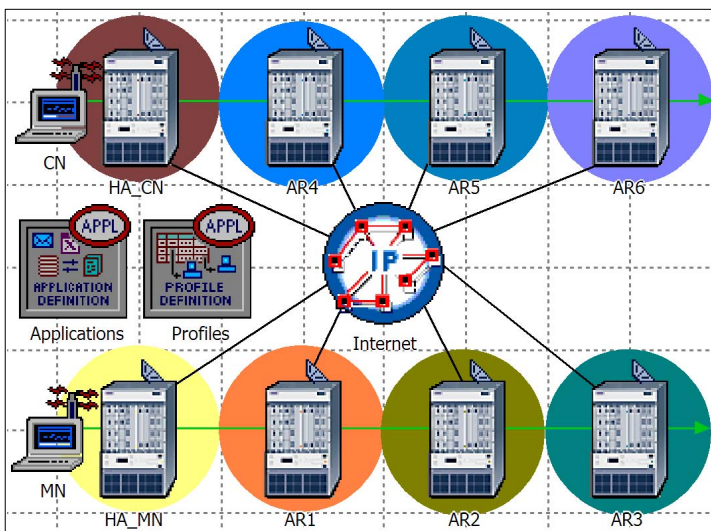 CN
HA_CN
AR4
AR5
AR6
APPL
APPL
APPLICATION
DEFINITION
PROFILE
DEFINITION
Applications
Profiles
IP
Internet
MN
HA_MN
AR1
AR2
AR3